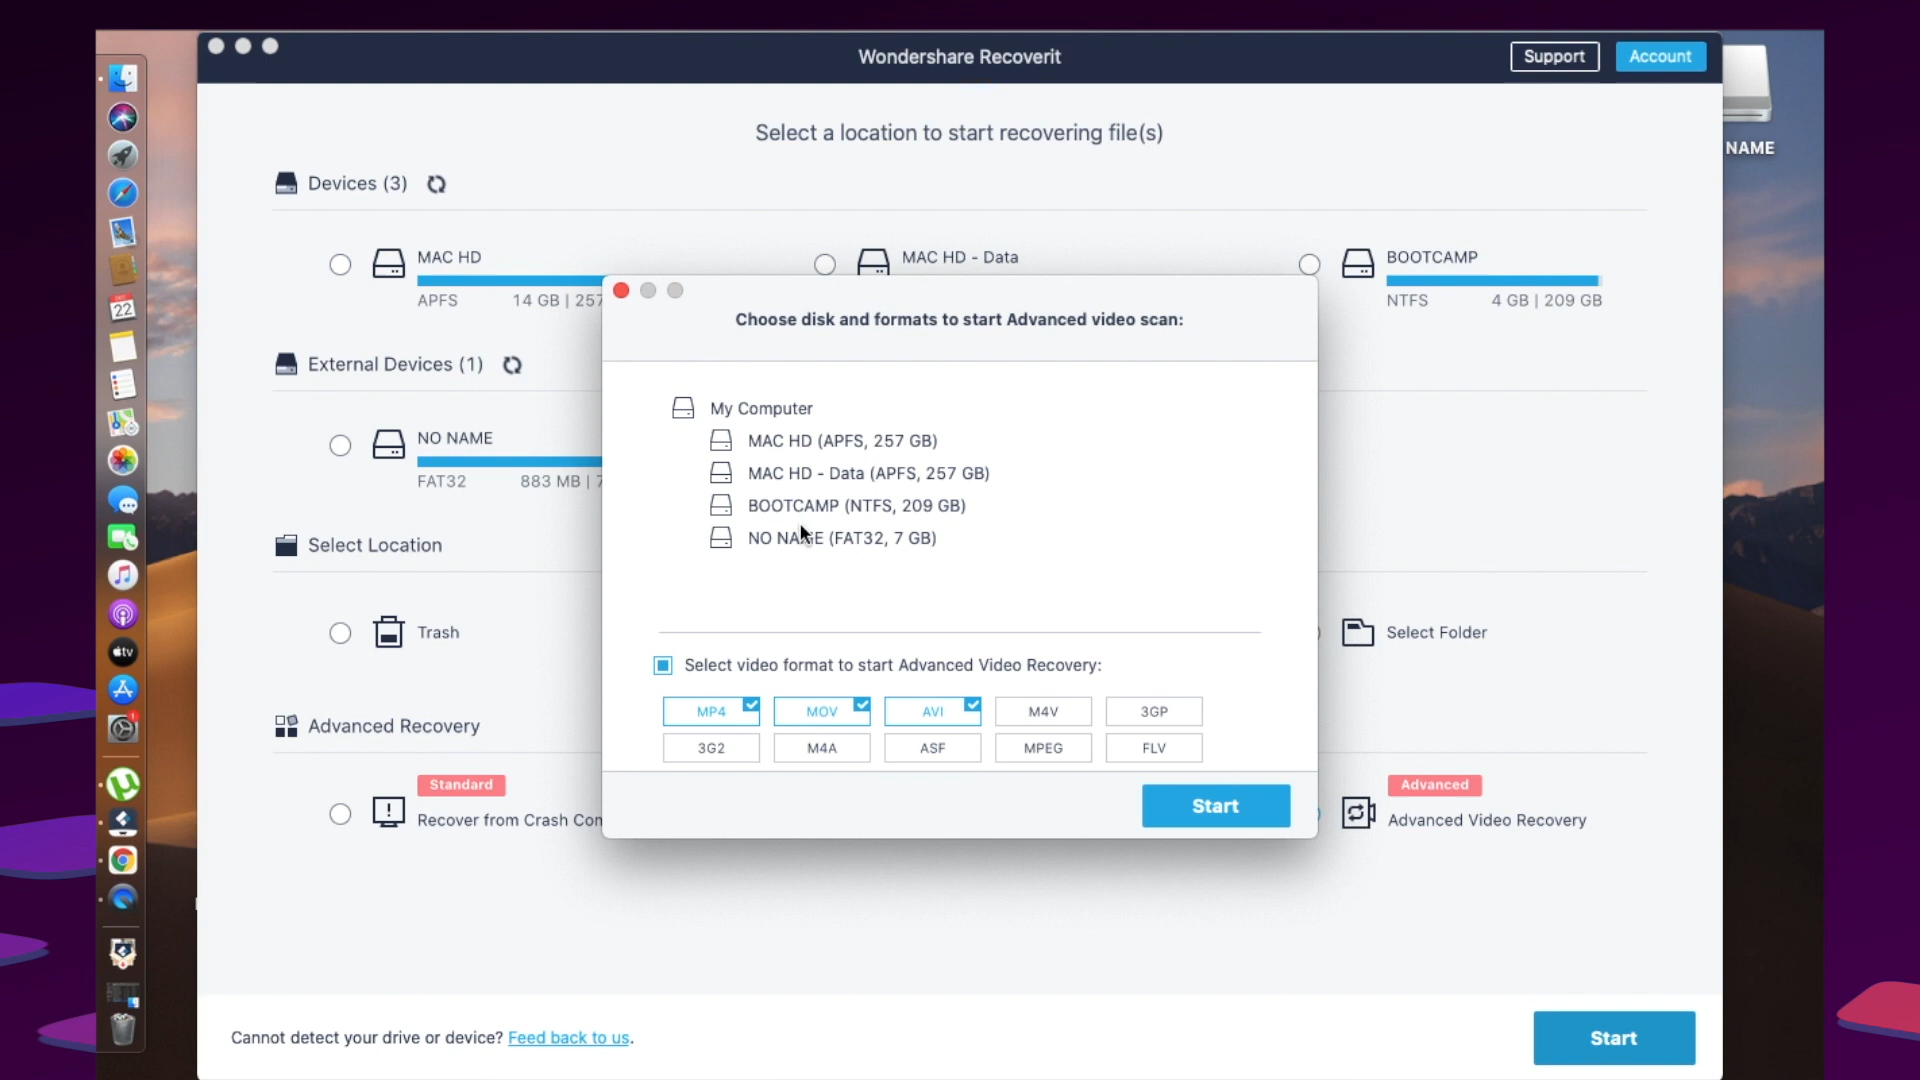 Wondershare Recoverit
Support
Account
Select a location to start recovering file(s)
NAME
Devices (3)
MAC HD
APFS 14 GB | 257
MAC HD - Data
BOOTCAMP
NTFS 4 GB | 209 GB
External Devices (1)
NO NAME
FAT32 883 MB | 7
Select Location
Trash
Select Folder
Advanced Recovery
Standard
Recover from Crash Com
Advanced
Advanced Video Recovery
Choose disk and formats to start Advanced video scan:
My Computer
MAC HD (APFS, 257 GB)
MAC HD - Data (APFS, 257 GB)
BOOTCAMP (NTFS, 209 GB)
NO NAME (FAT32, 7 GB)
Select video format to start Advanced Video Recovery:
MP4 MOV AVI M4V 3GP
3G2 M4A ASF MPEG FLV
Start
Cannot detect your drive or device? Feed back to us.
Start
22
tv